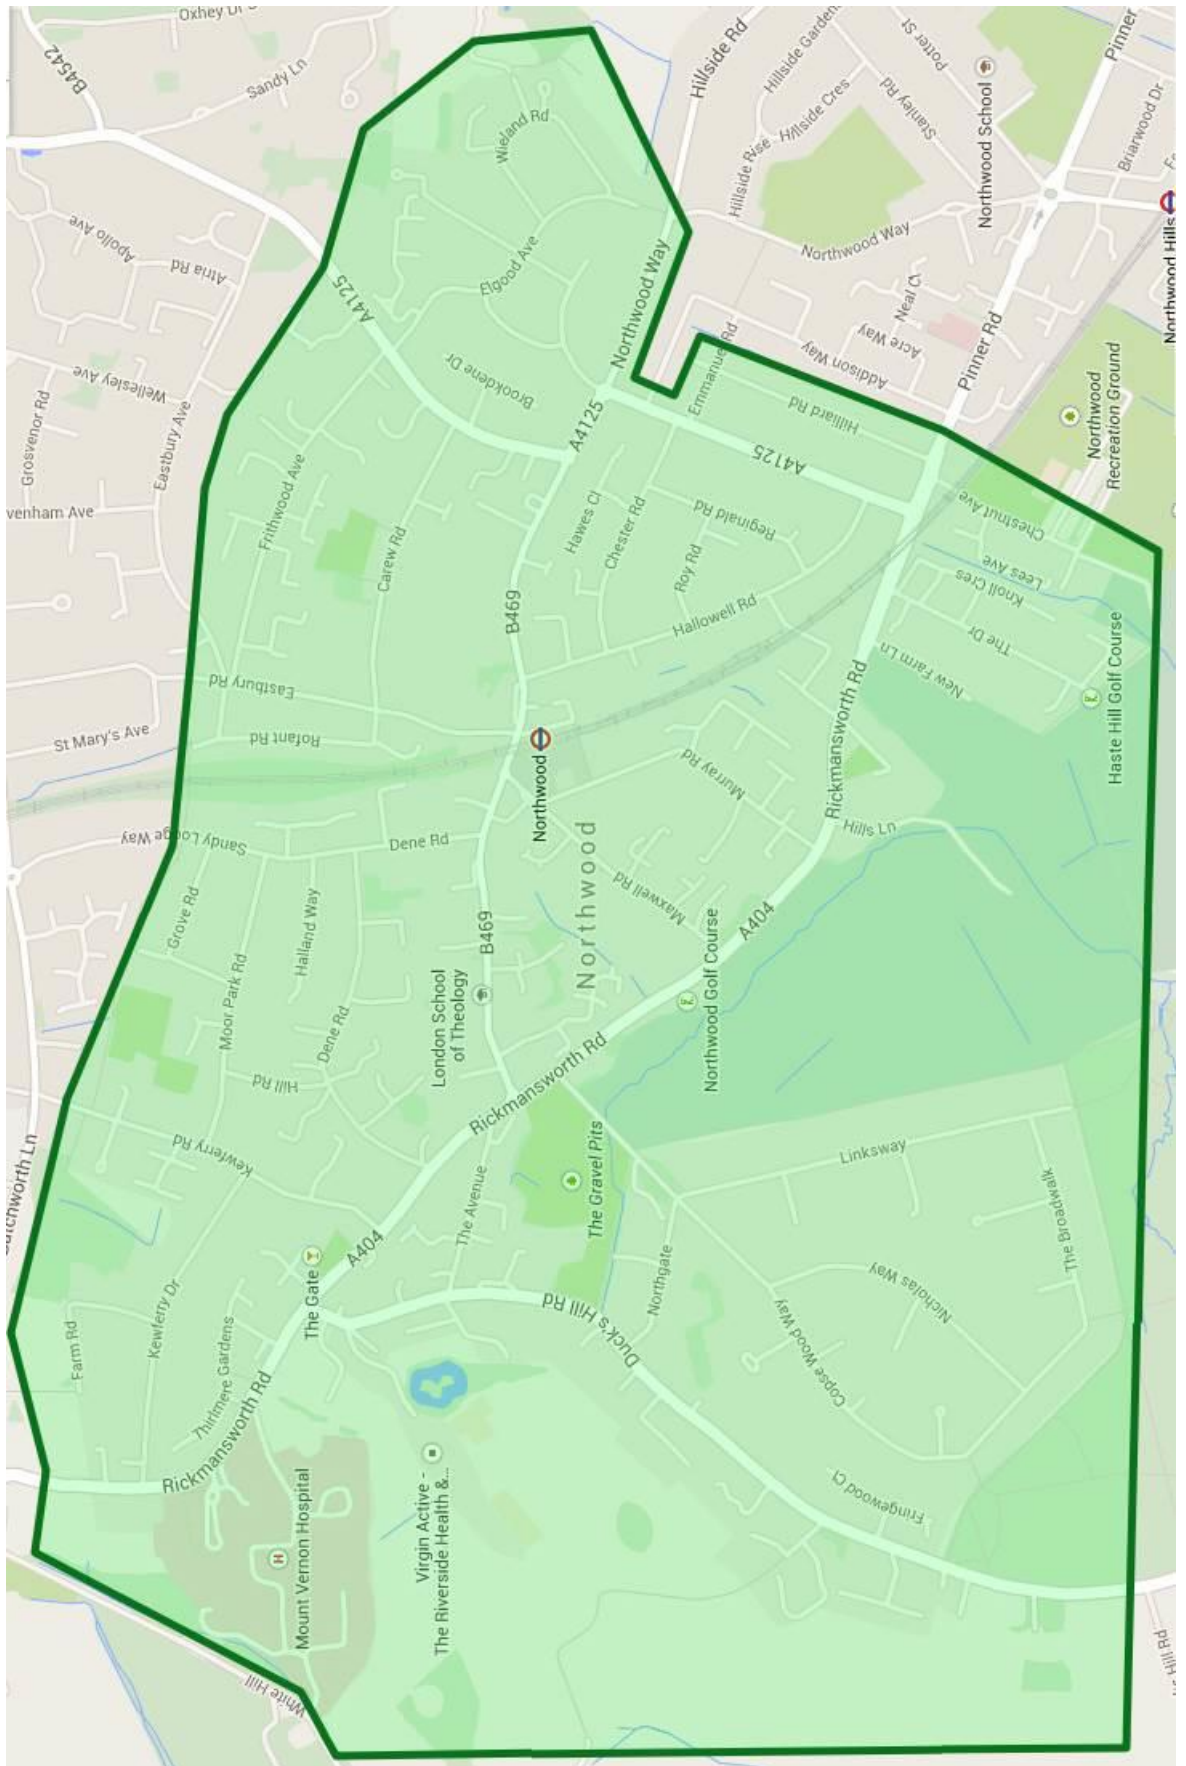 Oxhey Dr S
B4542
Sandy Ln
Hillside Rd
Hillside Gardens
Potter St
Pinner
Stanley Rd
Northwood School
Briarwood Dr
Wieland Rd
Hillside Rise
Hillside Cres
Apollo Ave
Atria Rd
Northwood Way
Northwood Hills
Elgood Ave
A4125
Northwood Way
Neal Cl
Acre Way
Addison Way
Pinner Rd
Emmanuel Rd
Brookdene Dr
Wellesley Ave
Grosvenor Rd
Eastbury Ave
Hilliard Rd
Northwood
Recreation Ground
A4125
A4125
Frithwood Ave
venham Ave
Carew Rd
Hawes Cl
Chester Rd
Reginald Rd
Roy Rd
Chestnut Ave
Lees Ave
Knoll Cres
B469
Hallowell Rd
The Dr
New Farm Ln
Haste Hill Golf Course
Eastbury Rd
Rofant Rd
St Mary's Ave
Northwood
Murray Rd
Rickmansworth Rd
Sandy Lodge Way
Dene Rd
Hills Ln
Northwood
Maxwell Rd
Grove Rd
Halland Way
B469
A404
Moor Park Rd
London School
of Theology
Northwood Golf Course
Dene Rd
Hill Rd
Rickmansworth Rd
Batchworth Ln
Kewferry Rd
The Avenue
The Gravel Pits
Linksway
The Broadwalk
A404
The Gate
Northgate
Nicholas Way
Duck's Hill Rd
Copse Wood Way
Farm Rd
Kewferry Dr
Thirlmere Gardens
Rickmansworth Rd
Mount Vernon Hospital
Virgin Active -
The Riverside Health &...
Fringewood Cl
White Hill
's Hill Rd